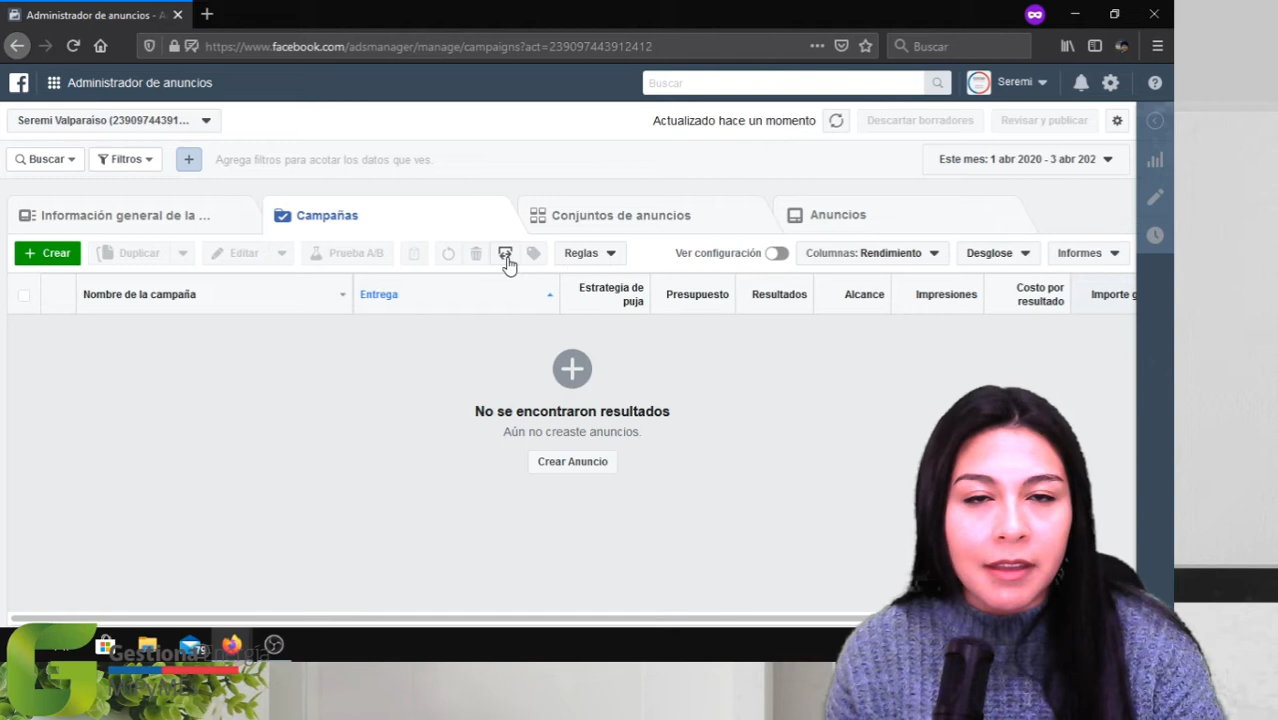 Administrador de anuncios - A
https://www.facebook.com/adsmanager/manage/campaigns?act=239097443912412
Buscar
Administrador de anuncios
Buscar
Seremi
Seremi Valparaíso (23909744391...
Actualizado hace un momento
Descartar borradores
Revisar y publicar
Buscar
Filtros
Agrega filtros para acotar los datos que ves.
Este mes: 1 abr 2020 - 3 abr 202
Información general de la ...
Campañas
Conjuntos de anuncios
Anuncios
+ Crear
Duplicar
Editar
Prueba A/B
Reglas
Ver configuración
Columnas: Rendimiento
Desglose
Informes
Nombre de la campaña
Entrega
Estrategia de
puja
Presupuesto
Resultados
Alcance
Impresiones
Costo por
resultado
Importe g
No se encontraron resultados
Aún no creaste anuncios.
Crear Anuncio
79
GestionaEnergía
MiPyMEs